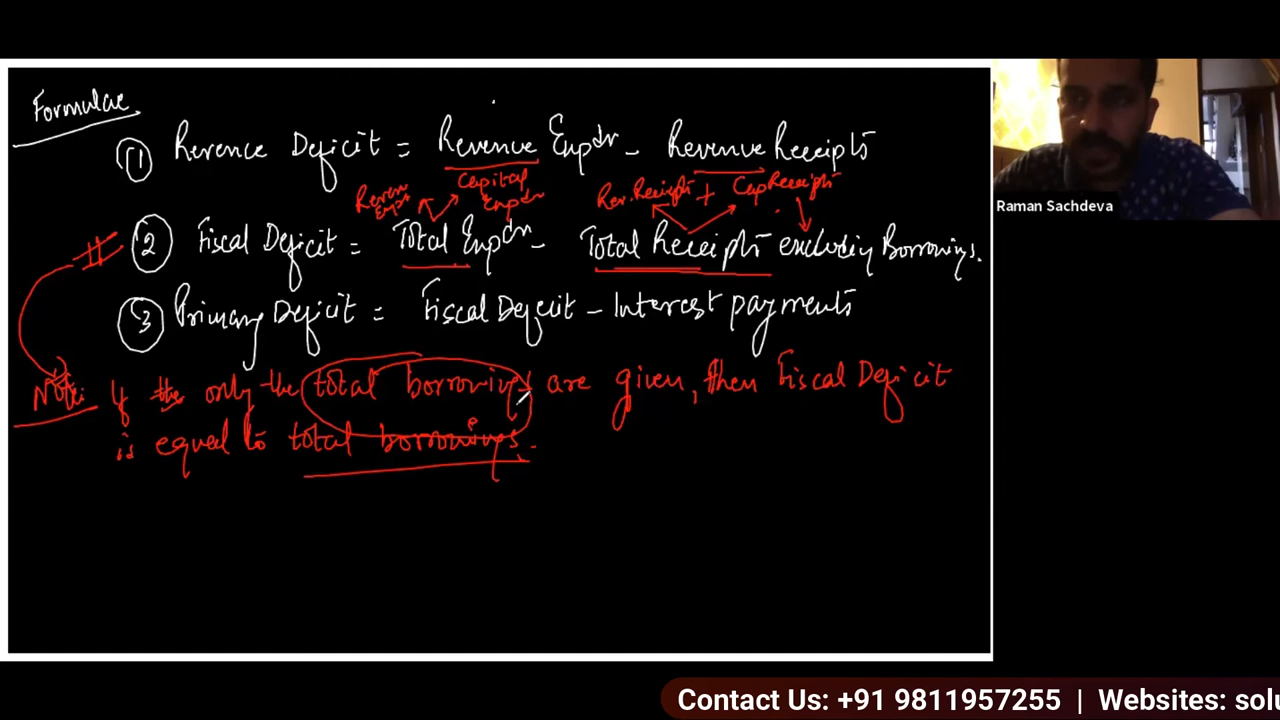 Formulae
① Revence Deficit = Revenue Expdr - Revenue Receipts
Reven Expdr Capital Expdr Rev. Receipts + Cap Receipts
② Fiscal Deficit = Total Expdr - Total Receipts excluding Borrowings.
③ Primary Deficit = Fiscal Deficit - Interest payments
Note: If the only the total borrowings are given, then Fiscal Deficit
is equal to total borrowings.
Raman Sachdeva
Contact Us: +91 9811957255 | Websites: solu